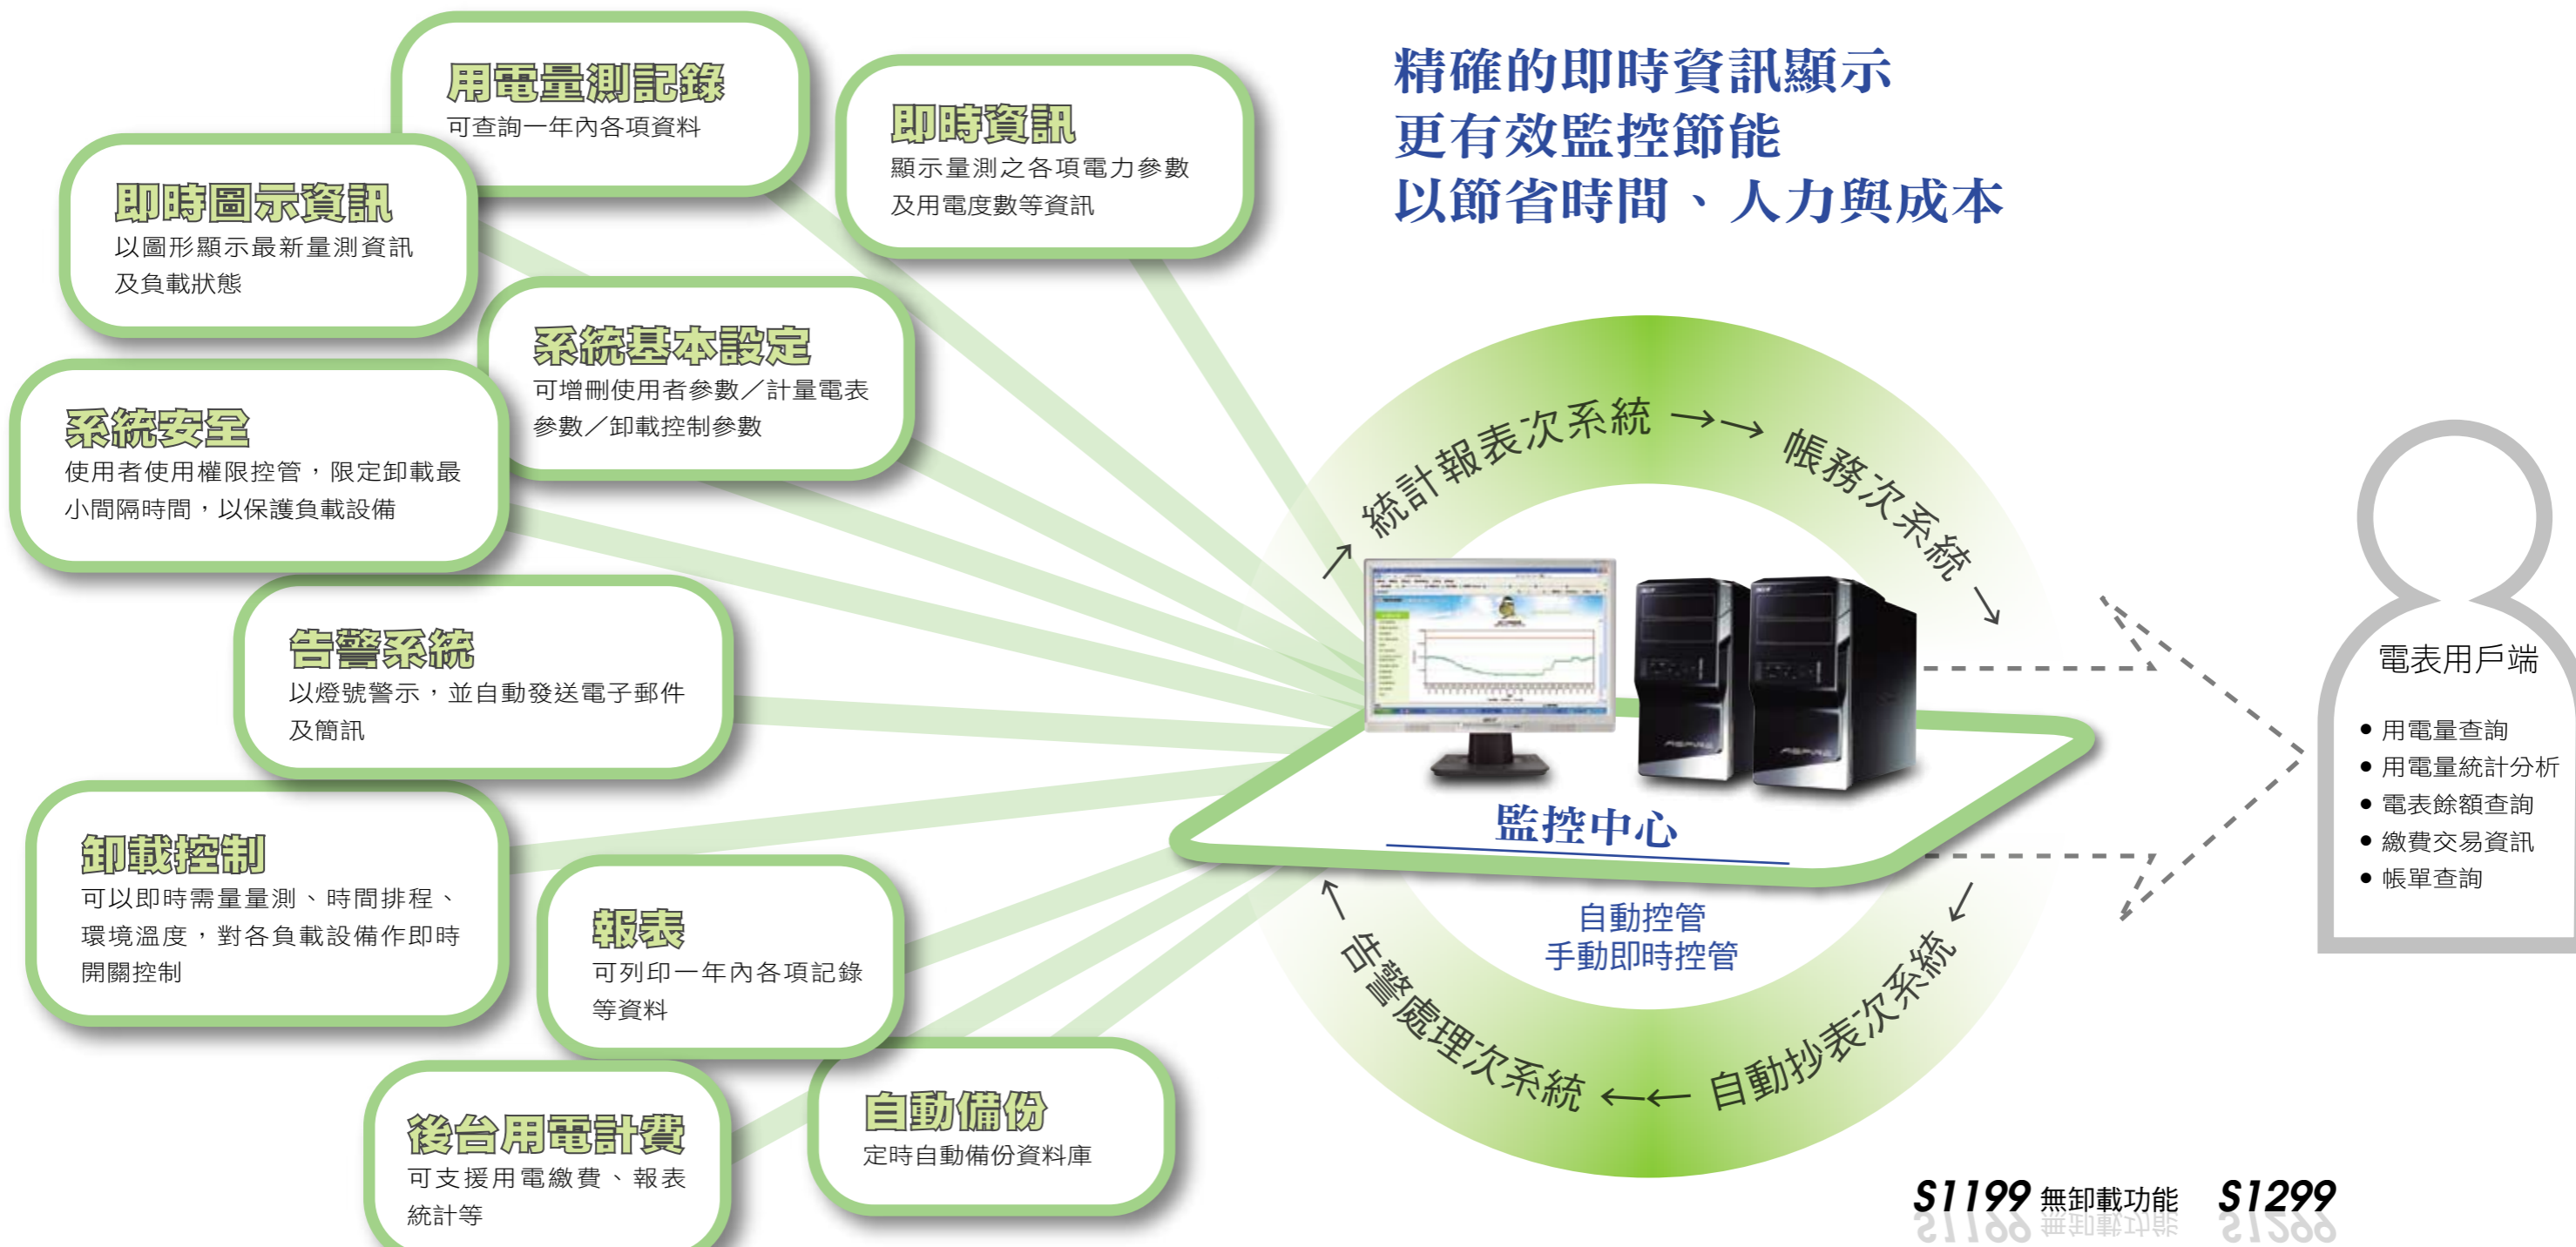 精確的即時資訊顯示
更有效監控節能
以節省時間、人力與成本
用電量測記錄
可查詢一年內各項資料
即時資訊
顯示量測之各項電力參數
及用電度數等資訊
即時圖示資訊
以圖形顯示最新量測資訊
及負載狀態
系統基本設定
可增刪使用者參數／計量電表
參數／卸載控制參數
系統安全
使用者使用權限控管，限定卸載最
小間隔時間，以保護負載設備
告警系統
以燈號警示，並自動發送電子郵件
及簡訊
卸載控制
可以即時需量量測、時間排程、
環境溫度，對各負載設備作即時
開關控制
報表
可列印一年內各項記錄
等資料
後台用電計費
可支援用電繳費、報表
統計等
自動備份
定時自動備份資料庫
→ 統計報表次系統 →→ 帳務次系統 →
監控中心
自動控管
手動即時控管
← 告警處理次系統 ←← 自動抄表次系統 ←
電表用戶端
● 用電量查詢
● 用電量統計分析
● 電表餘額查詢
● 繳費交易資訊
● 帳單查詢
S1199 無卸載功能 S1299